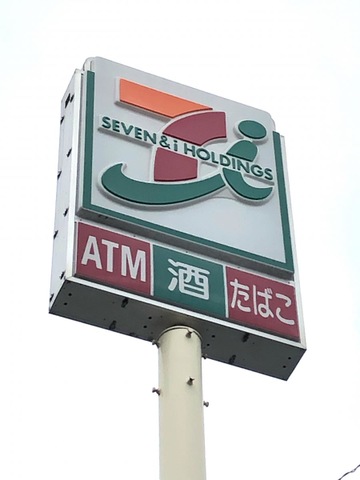 SEVEN & i HOLDINGS
ATM 酒 たばこ